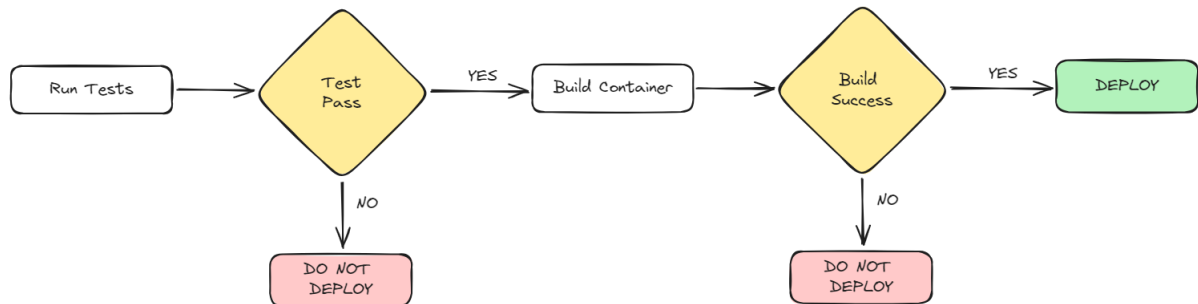 Run Tests
Test
Pass
YES
Build Container
Build
Success
YES
DEPLOY
NO
DO NOT
DEPLOY
NO
DO NOT
DEPLOY